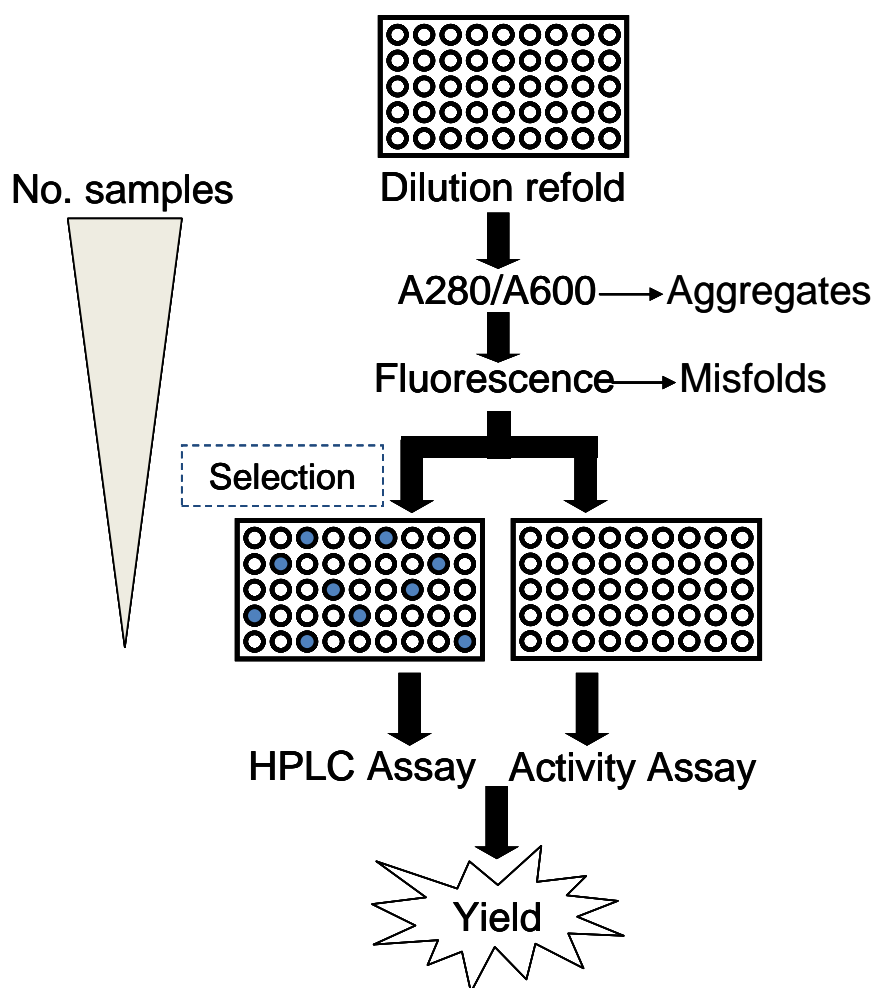 No. samples
Dilution refold
A280/A600 Aggregates
Fluorescence Misfolds
Selection
HPLC Assay Activity Assay
Yield